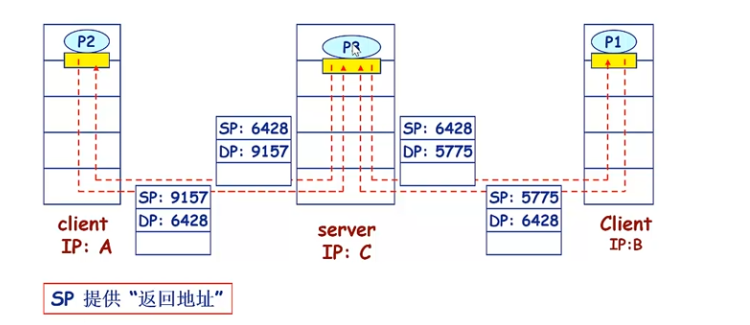 P2
P3
P1
SP: 6428
DP: 9157
SP: 6428
DP: 5775
SP: 9157
DP: 6428
SP: 5775
DP: 6428
client
IP: A
server
IP: C
Client
IP:B
SP 提供 “返回地址”